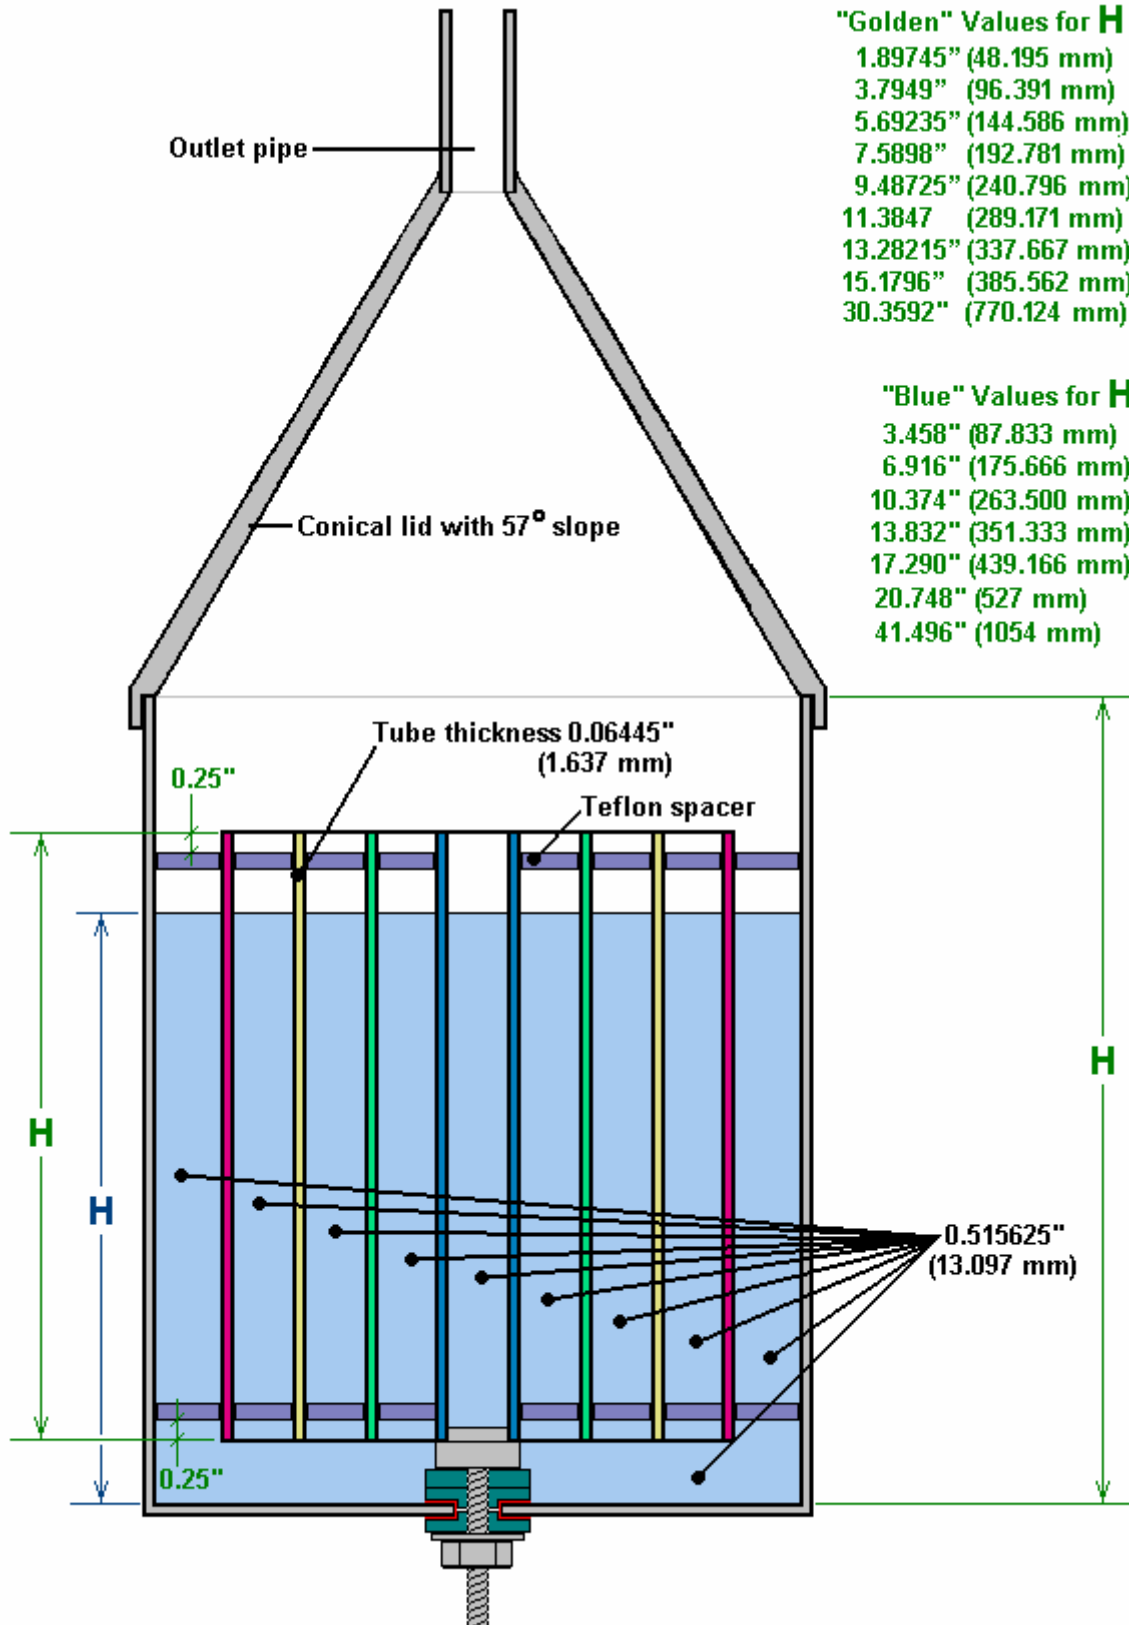 "Golden" Values for H
1.89745” (48.195 mm)
3.7949” (96.391 mm)
5.69235” (144.586 mm)
7.5898” (192.781 mm)
9.48725” (240.796 mm)
11.3847 (289.171 mm)
13.28215” (337.667 mm)
15.1796” (385.562 mm)
30.3592" (770.124 mm)
Outlet pipe
"Blue" Values for H
3.458" (87.833 mm)
6.916" (175.666 mm)
10.374" (263.500 mm)
13.832" (351.333 mm)
17.290" (439.166 mm)
20.748" (527 mm)
41.496" (1054 mm)
Conical lid with 57° slope
Tube thickness 0.06445"
(1.637 mm)
0.25"
Teflon spacer
H
H
H
0.515625"
(13.097 mm)
0.25"